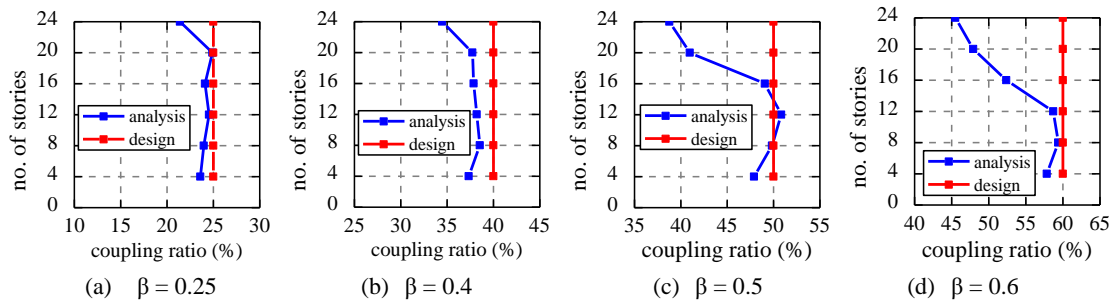 no. of stories
24
20
16
12
8
4
0
analysis
design
10 15 20 25 30
coupling ratio (%)
(a) β = 0.25
no. of stories
24
20
16
12
8
4
0
analysis
design
25 30 35 40 45
coupling ratio (%)
(b) β = 0.4
no. of stories
24
20
16
12
8
4
0
analysis
design
35 40 45 50 55
coupling ratio (%)
(c) β = 0.5
no. of stories
24
20
16
12
8
4
0
analysis
design
40 45 50 55 60 65
coupling ratio (%)
(d) β = 0.6